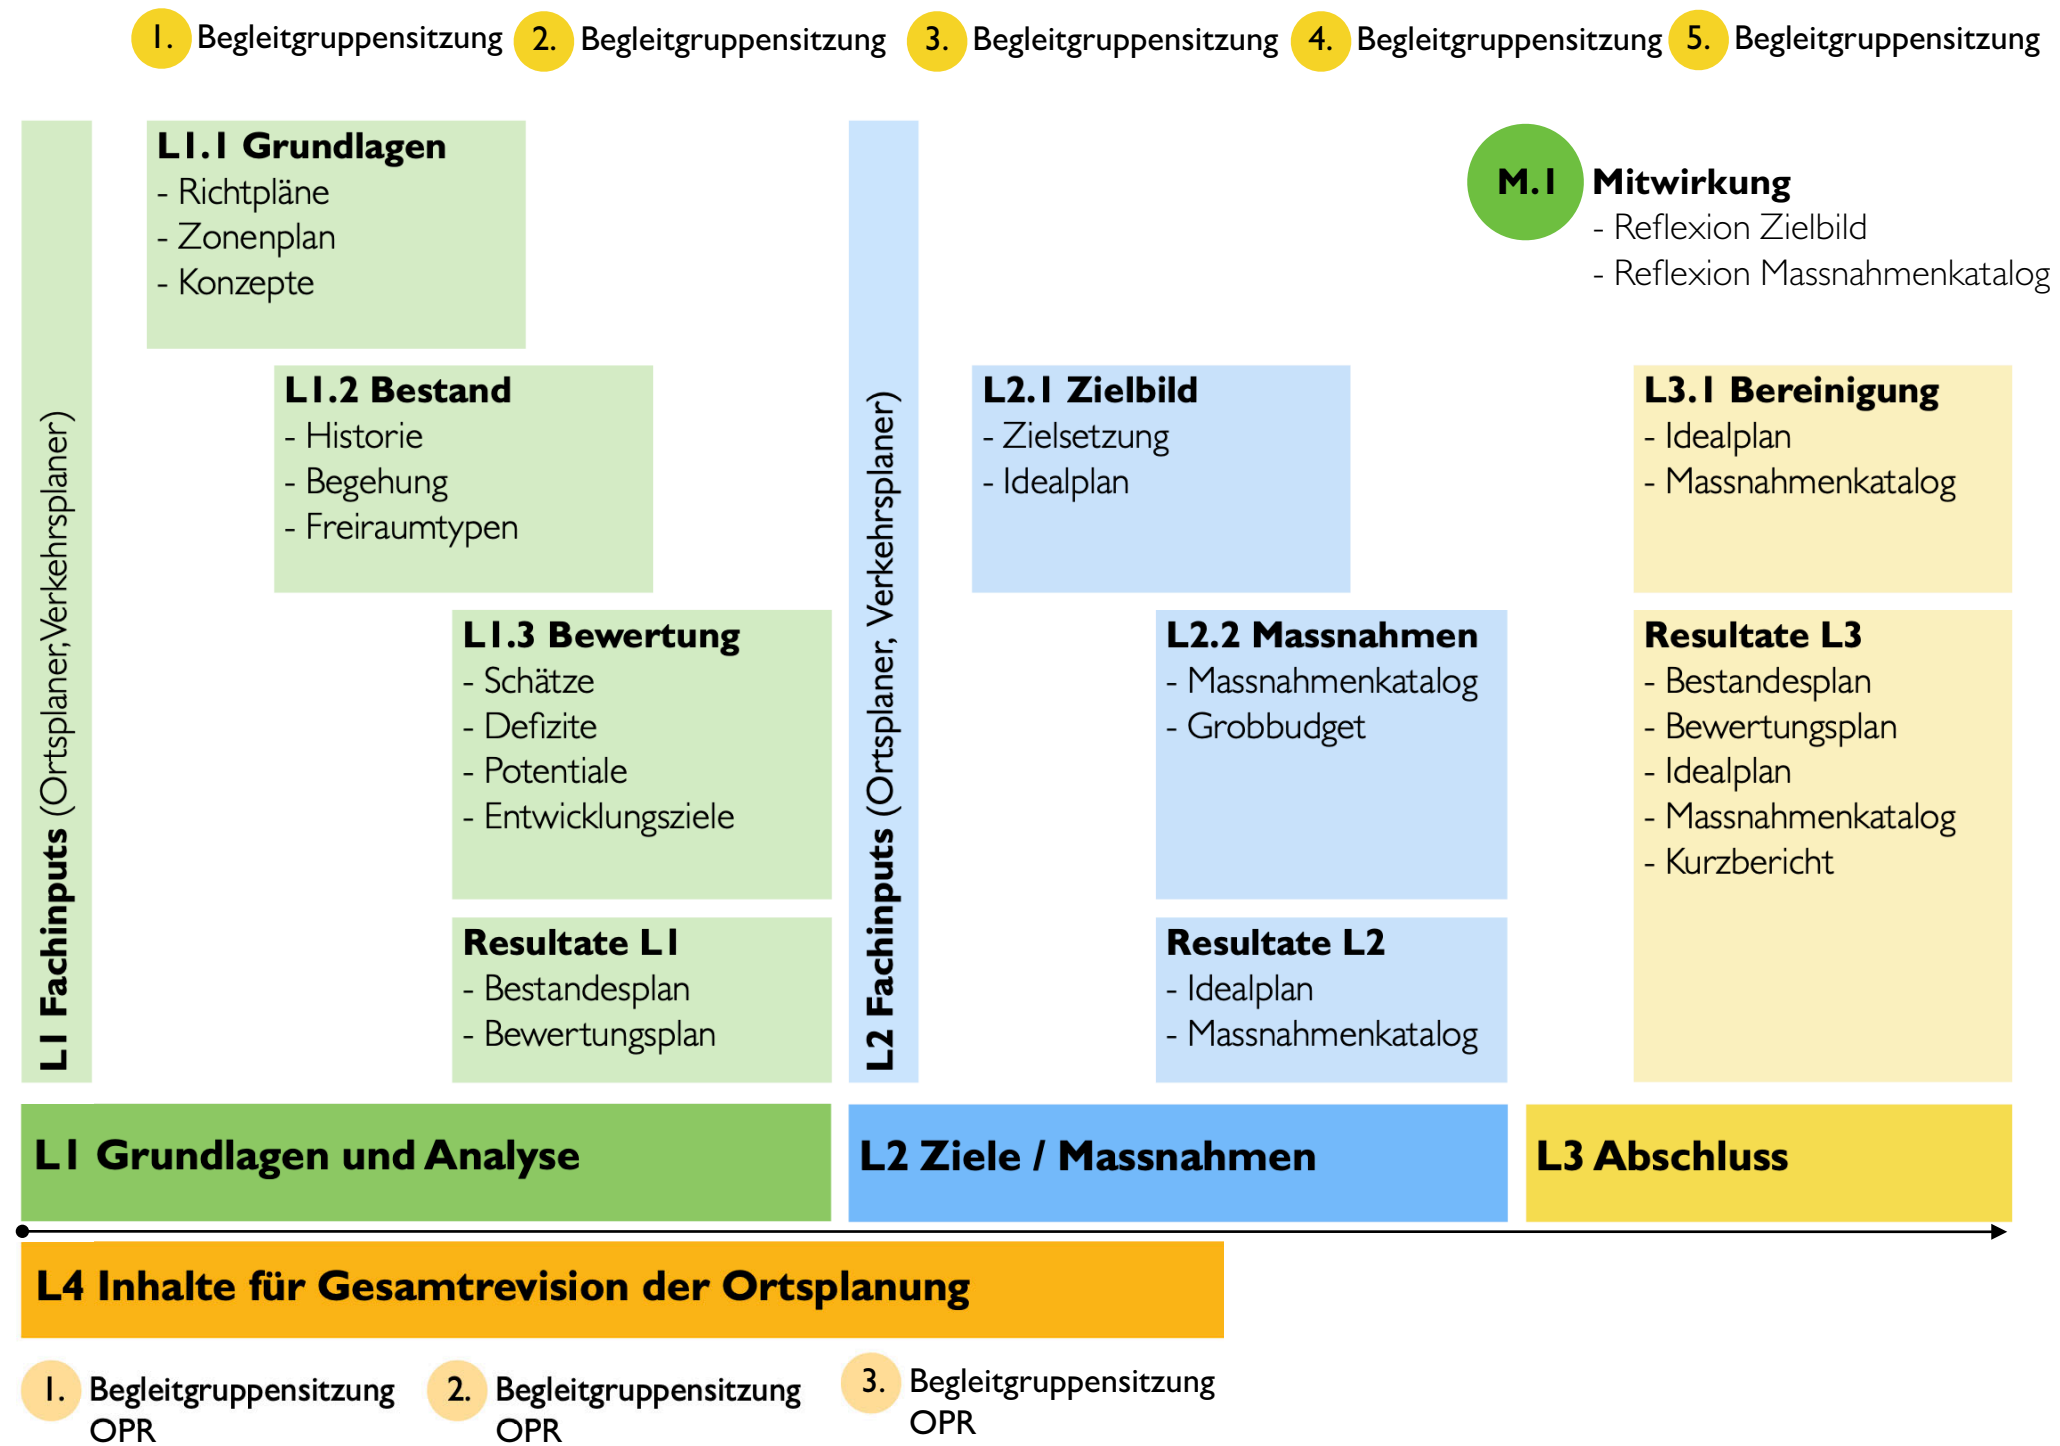 1. Begleitgruppensitzung
2. Begleitgruppensitzung
3. Begleitgruppensitzung
4. Begleitgruppensitzung
5. Begleitgruppensitzung
L1 Fachinputs (Ortsplaner, Verkehrsplaner)
L1.1 Grundlagen
- Richtpläne
- Zonenplan
- Konzepte
L1.2 Bestand
- Historie
- Begehung
- Freiraumtypen
L1.3 Bewertung
- Schätze
- Defizite
- Potentiale
- Entwicklungsziele
Resultate L1
- Bestandesplan
- Bewertungsplan
L2 Fachinputs (Ortsplaner, Verkehrsplaner)
L2.1 Zielbild
- Zielsetzung
- Idealplan
L2.2 Massnahmen
- Massnahmenkatalog
- Grobbudget
Resultate L2
- Idealplan
- Massnahmenkatalog
M.1 Mitwirkung
- Reflexion Zielbild
- Reflexion Massnahmenkatalog
L3.1 Bereinigung
- Idealplan
- Massnahmenkatalog
Resultate L3
- Bestandesplan
- Bewertungsplan
- Idealplan
- Massnahmenkatalog
- Kurzbericht
L1 Grundlagen und Analyse
L2 Ziele / Massnahmen
L3 Abschluss
L4 Inhalte für Gesamtrevision der Ortsplanung
1. Begleitgruppensitzung
OPR
2. Begleitgruppensitzung
OPR
3. Begleitgruppensitzung
OPR